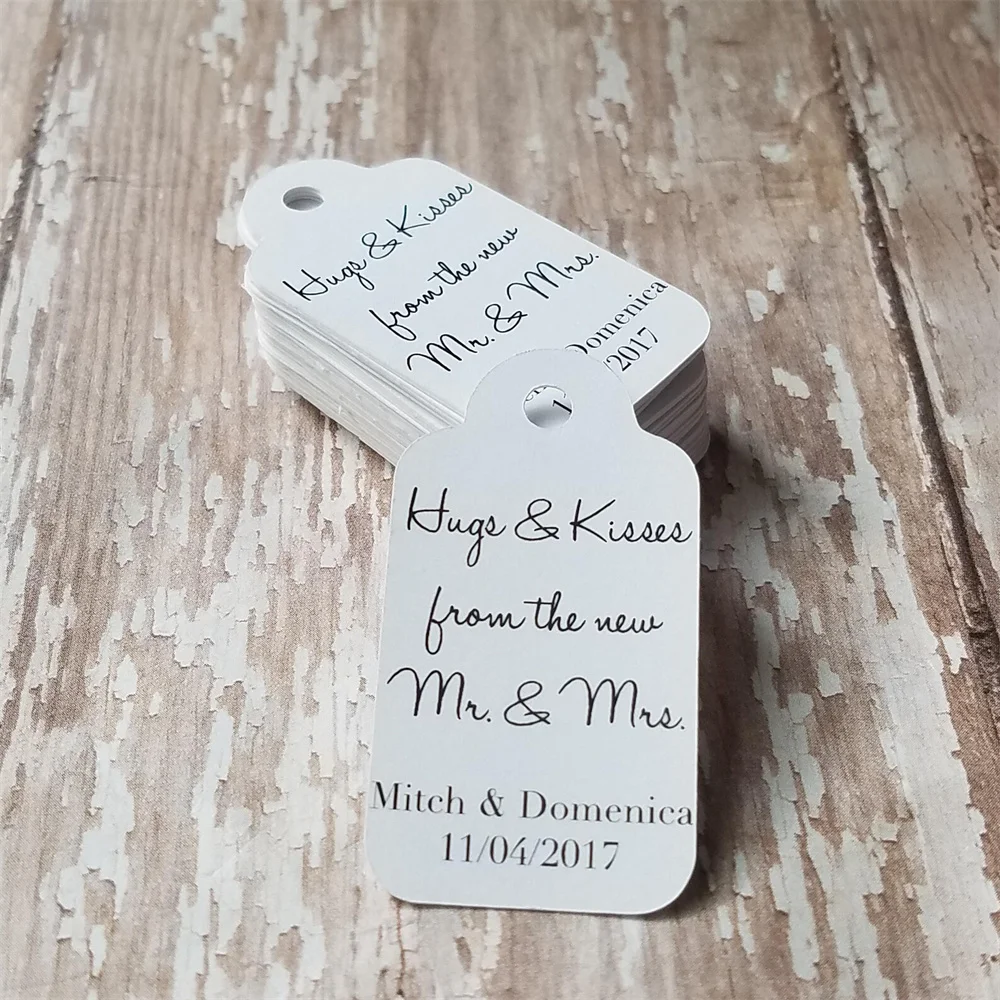 Hugs & Kisses
from the new
Mr. & Mrs.
Domenica
2017
Hugs & Kisses
from the new
Mr. & Mrs.
Mitch & Domenica
11/04/2017